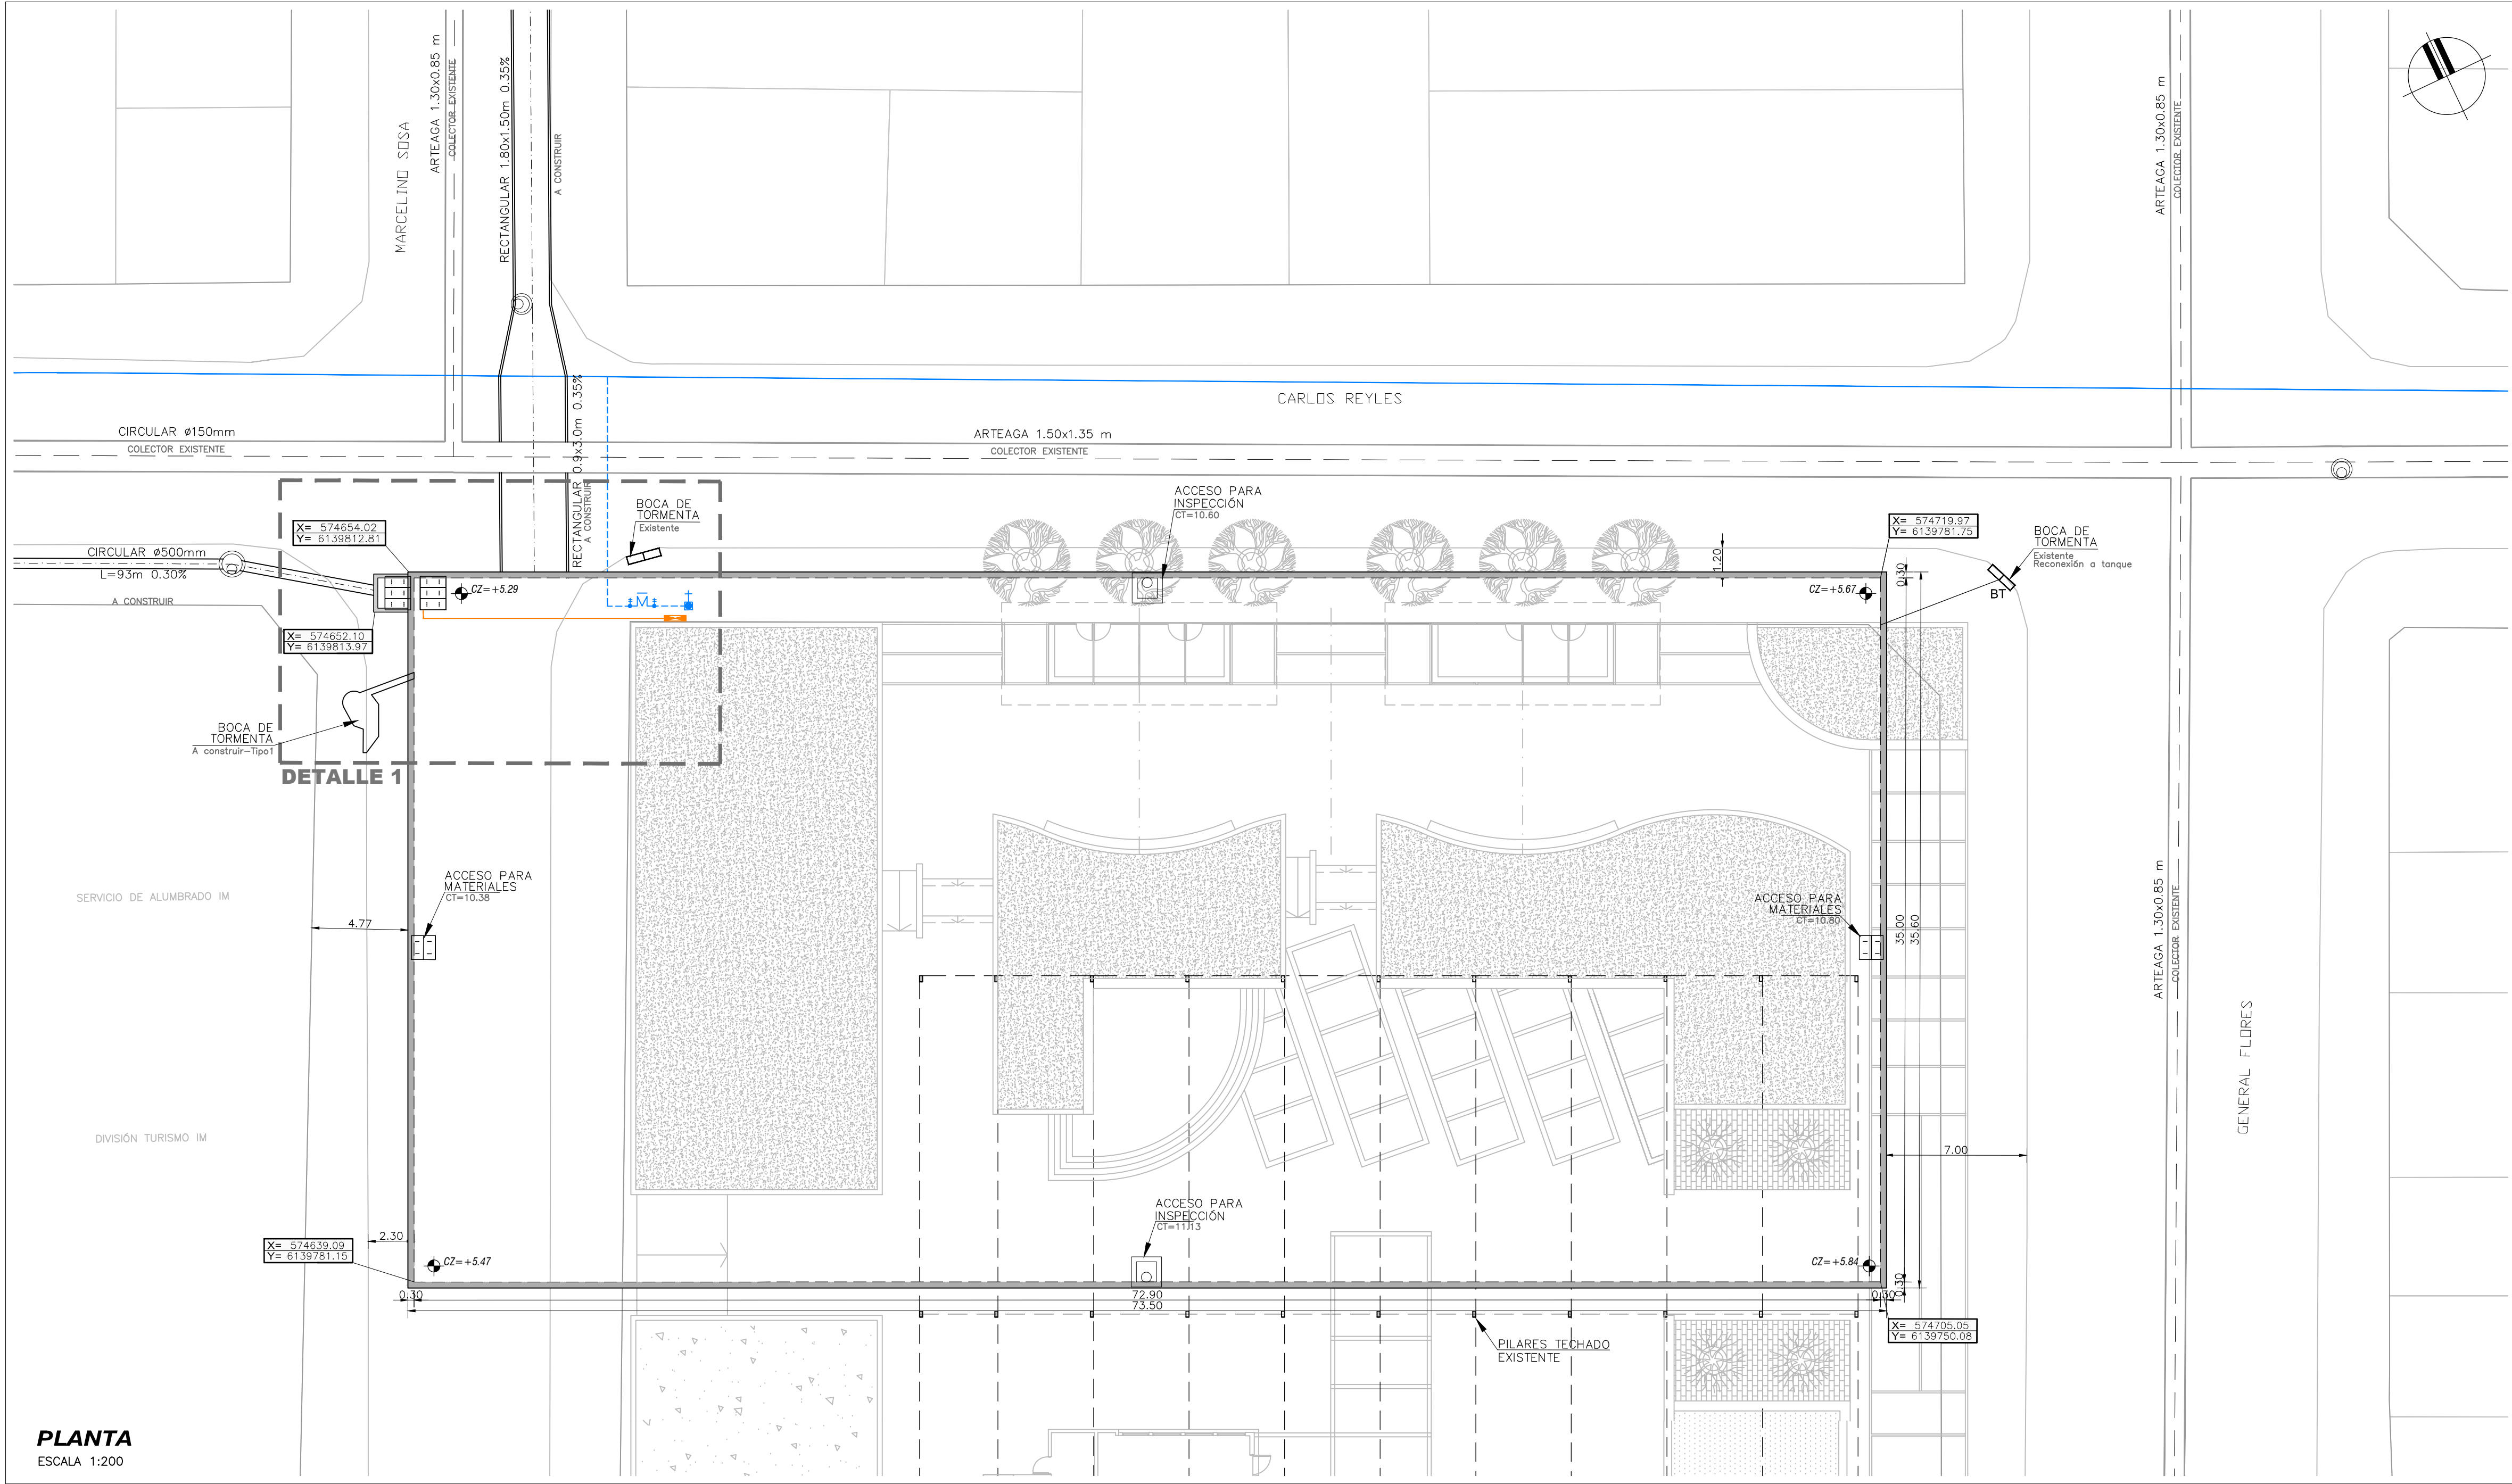 MARCELINO SOSA
ARTEAGA 1.30x0.85 m
COLECTOR EXISTENTE
RECTANGULAR 1.80x1.50m 0.35%
A CONSTRUIR
ARTEAGA 1.30x0.85 m
COLECTOR EXISTENTE
CARLOS REYLES
CIRCULAR ø150mm
COLECTOR EXISTENTE
ARTEAGA 1.50x1.35 m
COLECTOR EXISTENTE
RECTANGULAR 0.9x3.0m 0.35%
A CONSTRUIR
BOCA DE
TORMENTA
Existente
ACCESO PARA
INSPECCIÓN
CT=10.60
X= 574654.02
Y= 6139812.81
X= 574719.97
Y= 6139781.75
BOCA DE
TORMENTA
Existente
Reconexión a tanque
BT
CIRCULAR ø500mm
L=93m 0.30%
A CONSTRUIR
1.20
0.30
CZ=+5.29
CZ=+5.67
M
X= 574652.10
Y= 6139813.97
BOCA DE
TORMENTA
A construir-Tipo1
DETALLE 1
ACCESO PARA
MATERIALES
CT=10.38
ACCESO PARA
MATERIALES
CT=10.80
SERVICIO DE ALUMBRADO IM
4.77
35.00
35.60
ARTEAGA 1.30x0.85 m
COLECTOR EXISTENTE
GENERAL FLORES
DIVISIÓN TURISMO IM
7.00
ACCESO PARA
INSPECCIÓN
CT=11.13
2.30
X= 574639.09
Y= 6139781.15
CZ=+5.47
CZ=+5.84
0.30
72.90
73.50
0.30
0.30
X= 574705.05
Y= 6139750.08
PILARES TECHADO
EXISTENTE
PLANTA
ESCALA 1:200